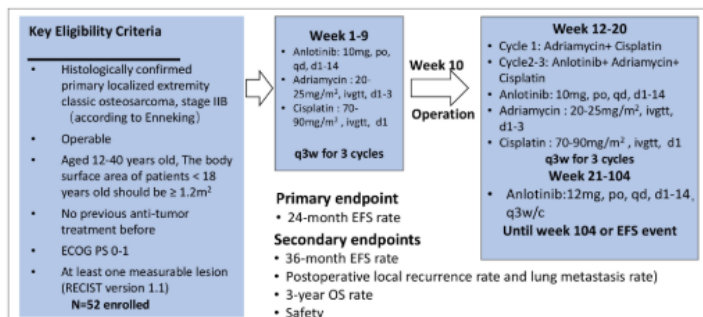 Key Eligibility Criteria
• Histologically confirmed
primary localized extremity
classic osteosarcoma, stage IIB
(according to Enneking)
• Operable
• Aged 12-40 years old, The body
surface area of patients < 18
years old should be ≥ 1.2m²
• No previous anti-tumor
treatment before
• ECOG PS 0-1
• At least one measurable lesion
(RECIST version 1.1)
N=52 enrolled
Week 1-9
• Anlotinib: 10mg, po,
qd, d1-14
• Adriamycin : 20-
25mg/m², ivgtt, d1-3
• Cisplatin : 70-
90mg/m² , ivgtt, d1
q3w for 3 cycles
Week 10
Operation
Week 12-20
• Cycle 1: Adriamycin+ Cisplatin
• Cycle2-3: Anlotinib+ Adriamycin+
Cisplatin
• Anlotinib: 10mg, po, qd, d1-14
• Adriamycin : 20-25mg/m², ivgtt,
d1-3
• Cisplatin : 70-90mg/m² , ivgtt, d1
q3w for 3 cycles
Week 21-104
• Anlotinib:12mg, po, qd, d1-14,
q3w/c
Until week 104 or EFS event
Primary endpoint
• 24-month EFS rate
Secondary endpoints
• 36-month EFS rate
• Postoperative local recurrence rate and lung metastasis rate)
• 3-year OS rate
• Safety